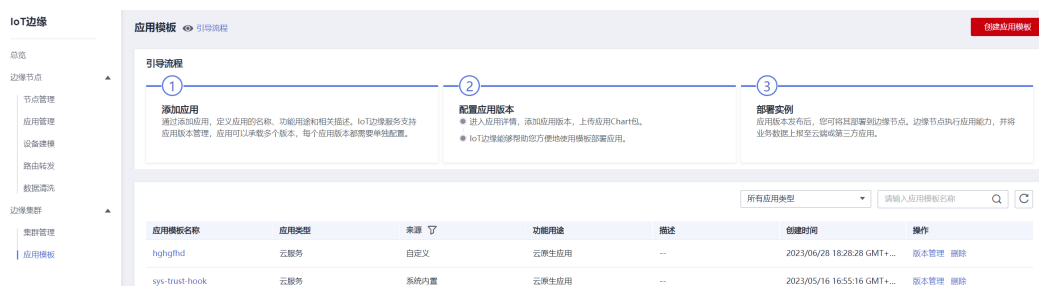 IoT边缘
总览
边缘节点
节点管理
应用管理
设备建模
路由转发
数据清洗
边缘集群
集群管理
应用模板
应用模板 引导流程
创建应用模板
引导流程
1
添加应用
通过添加应用，定义应用的名称、功能用途和相关描述。IoT边缘服务支持
应用版本管理，应用可以承载多个版本，每个应用版本都需要单独配置。
2
配置应用版本
进入应用详情，添加应用版本，上传应用Chart包。
IoT边缘能够帮助您方便地使用模板部署应用。
3
部署实例
应用版本发布后，您可将其部署到边缘节点。边缘节点执行应用能力，并将
业务数据上报至云端或第三方应用。
所有应用类型 请输入应用模板名称
应用模板名称 应用类型 来源 功能用途 描述 创建时间 操作
hghgfhd 云服务 自定义 云原生应用 -- 2023/06/28 18:28:28 GMT+... 版本管理 删除
sys-trust-hook 云服务 系统内置 云原生应用 -- 2023/05/16 16:55:16 GMT+... 版本管理 删除